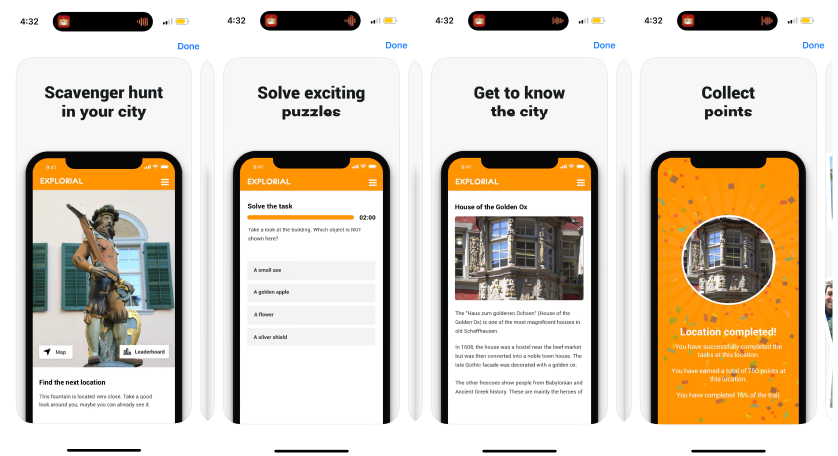 4:32
Done
Scavenger hunt
in your city
9:41
EXPLORIAL
Map
Leaderboard
Find the next location
This fountain is located very close. Take a good
look around you, maybe you can already see it.
4:32
Done
Solve exciting
puzzles
9:41
EXPLORIAL
Solve the task
02:00
Take a look at the building. Which object is NOT
shown here?
A small axe
A golden apple
A flower
A silver shield
4:32
Done
Get to know
the city
9:41
EXPLORIAL
House of the Golden Ox
The "Haus zum goldenen Ochsen" (House of the
Golden Ox) is one of the most magnificent houses in
old Schaffhausen.
In 1608, the house was a hostel near the beef market
but was then converted into a noble town house. The
late Gothic facade was decorated with a golden ox.
The other frescoes show people from Babylonian and
Ancient Greek history. These are mainly the heroes of
4:32
Done
Collect
points
Location completed!
You have successfully completed the
tasks at this location.
You have earned a total of 750 points at
this location.
You have completed 16% of the trail.